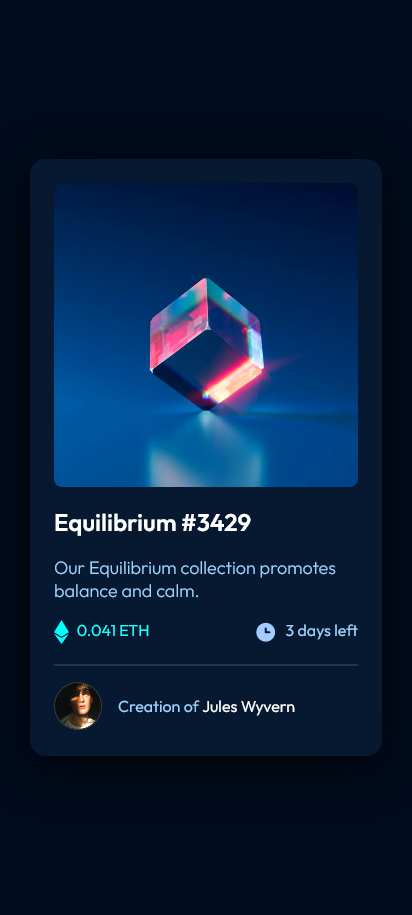 Equilibrium #3429
Our Equilibrium collection promotes
balance and calm.
0.041 ETH
3 days left
Creation of Jules Wyvern